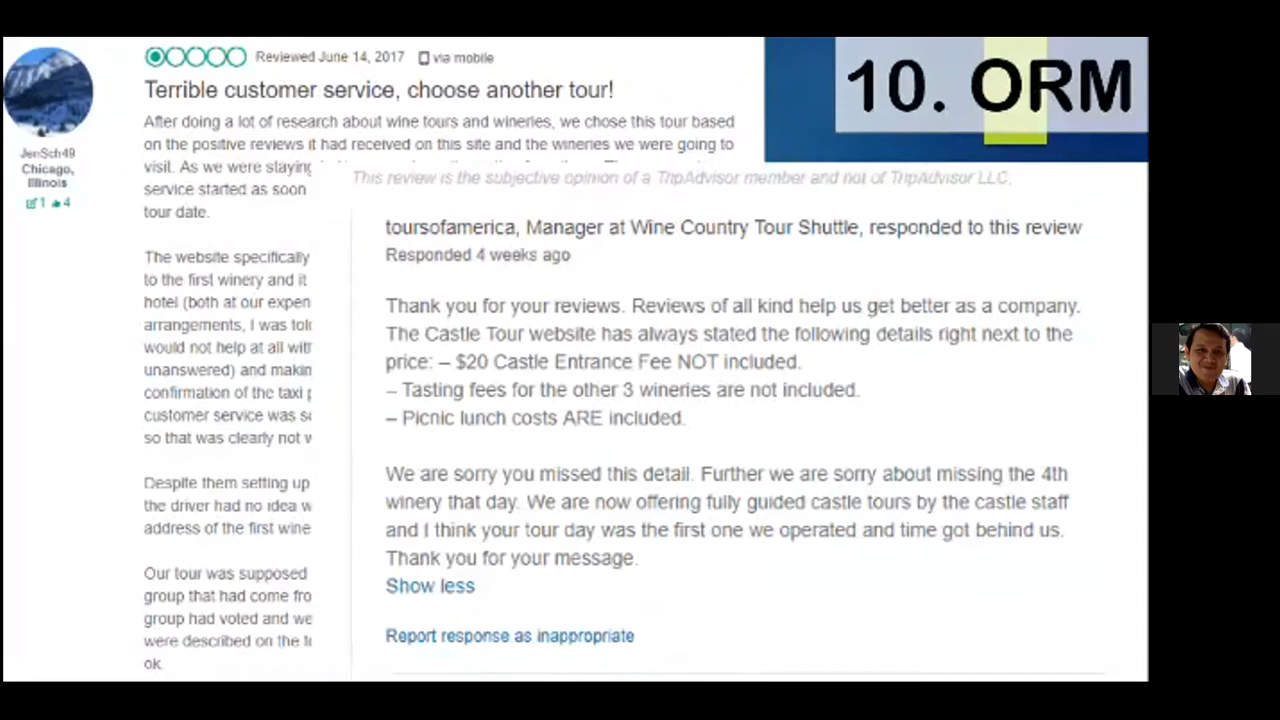 Reviewed June 14, 2017 via mobile
10. ORM
Terrible customer service, choose another tour!
After doing a lot of research about wine tours and wineries, we chose this tour based
on the positive reviews it had received on this site and the wineries we were going to
visit. As we were staying
service started as soon
tour date.
JenSch49
Chicago,
Illinois
1 4
The website specifically
to the first winery and it
hotel (both at our
arrangements, I was
would not help at all
unanswered) and
confirmation of the taxi
customer service was
so that was clearly not
Despite them setting up
the driver had no idea
address of the first
Our tour was supposed
group that had come
group had voted and we
were described on the
ok
This review is the subjective opinion of a TripAdvisor member and not of TripAdvisor LLC.
toursofamerica, Manager at Wine Country Tour Shuttle, responded to this review
Responded 4 weeks ago
Thank you for your reviews. Reviews of all kind help us get better as a company.
The Castle Tour website has always stated the following details right next to the
price: – $20 Castle Entrance Fee NOT included.
– Tasting fees for the other 3 wineries are not included.
– Picnic lunch costs ARE included.
We are sorry you missed this detail. Further we are sorry about missing the 4th
winery that day. We are now offering fully guided castle tours by the castle staff
and I think your tour day was the first one we operated and time got behind us.
Thank you for your message.
Show less
Report response as inappropriate